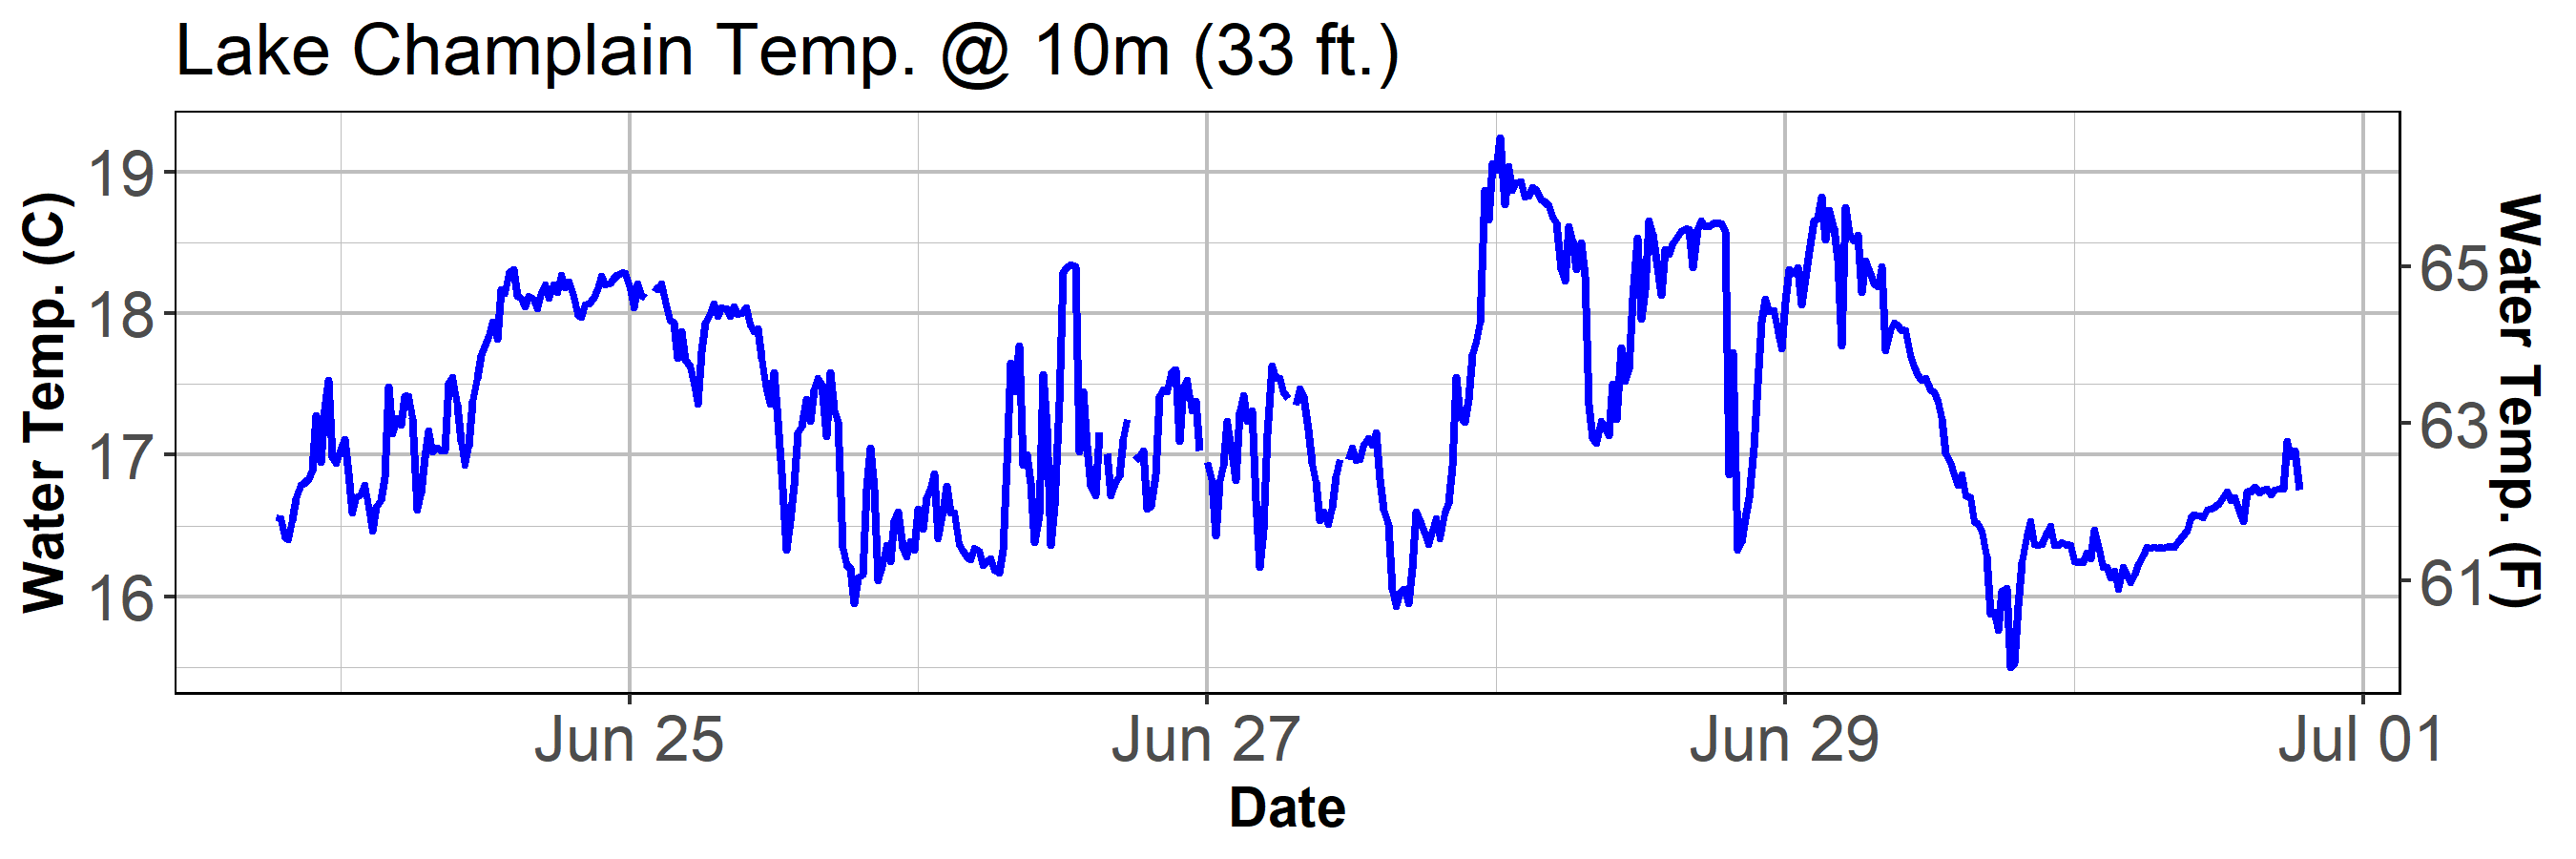 Lake Champlain Temp. @ 10m (33 ft.)
Water Temp. (C)
19
18
17
16
65
63
61
Water Temp. (F)
Jun 25
Jun 27
Jun 29
Jul 01
Date